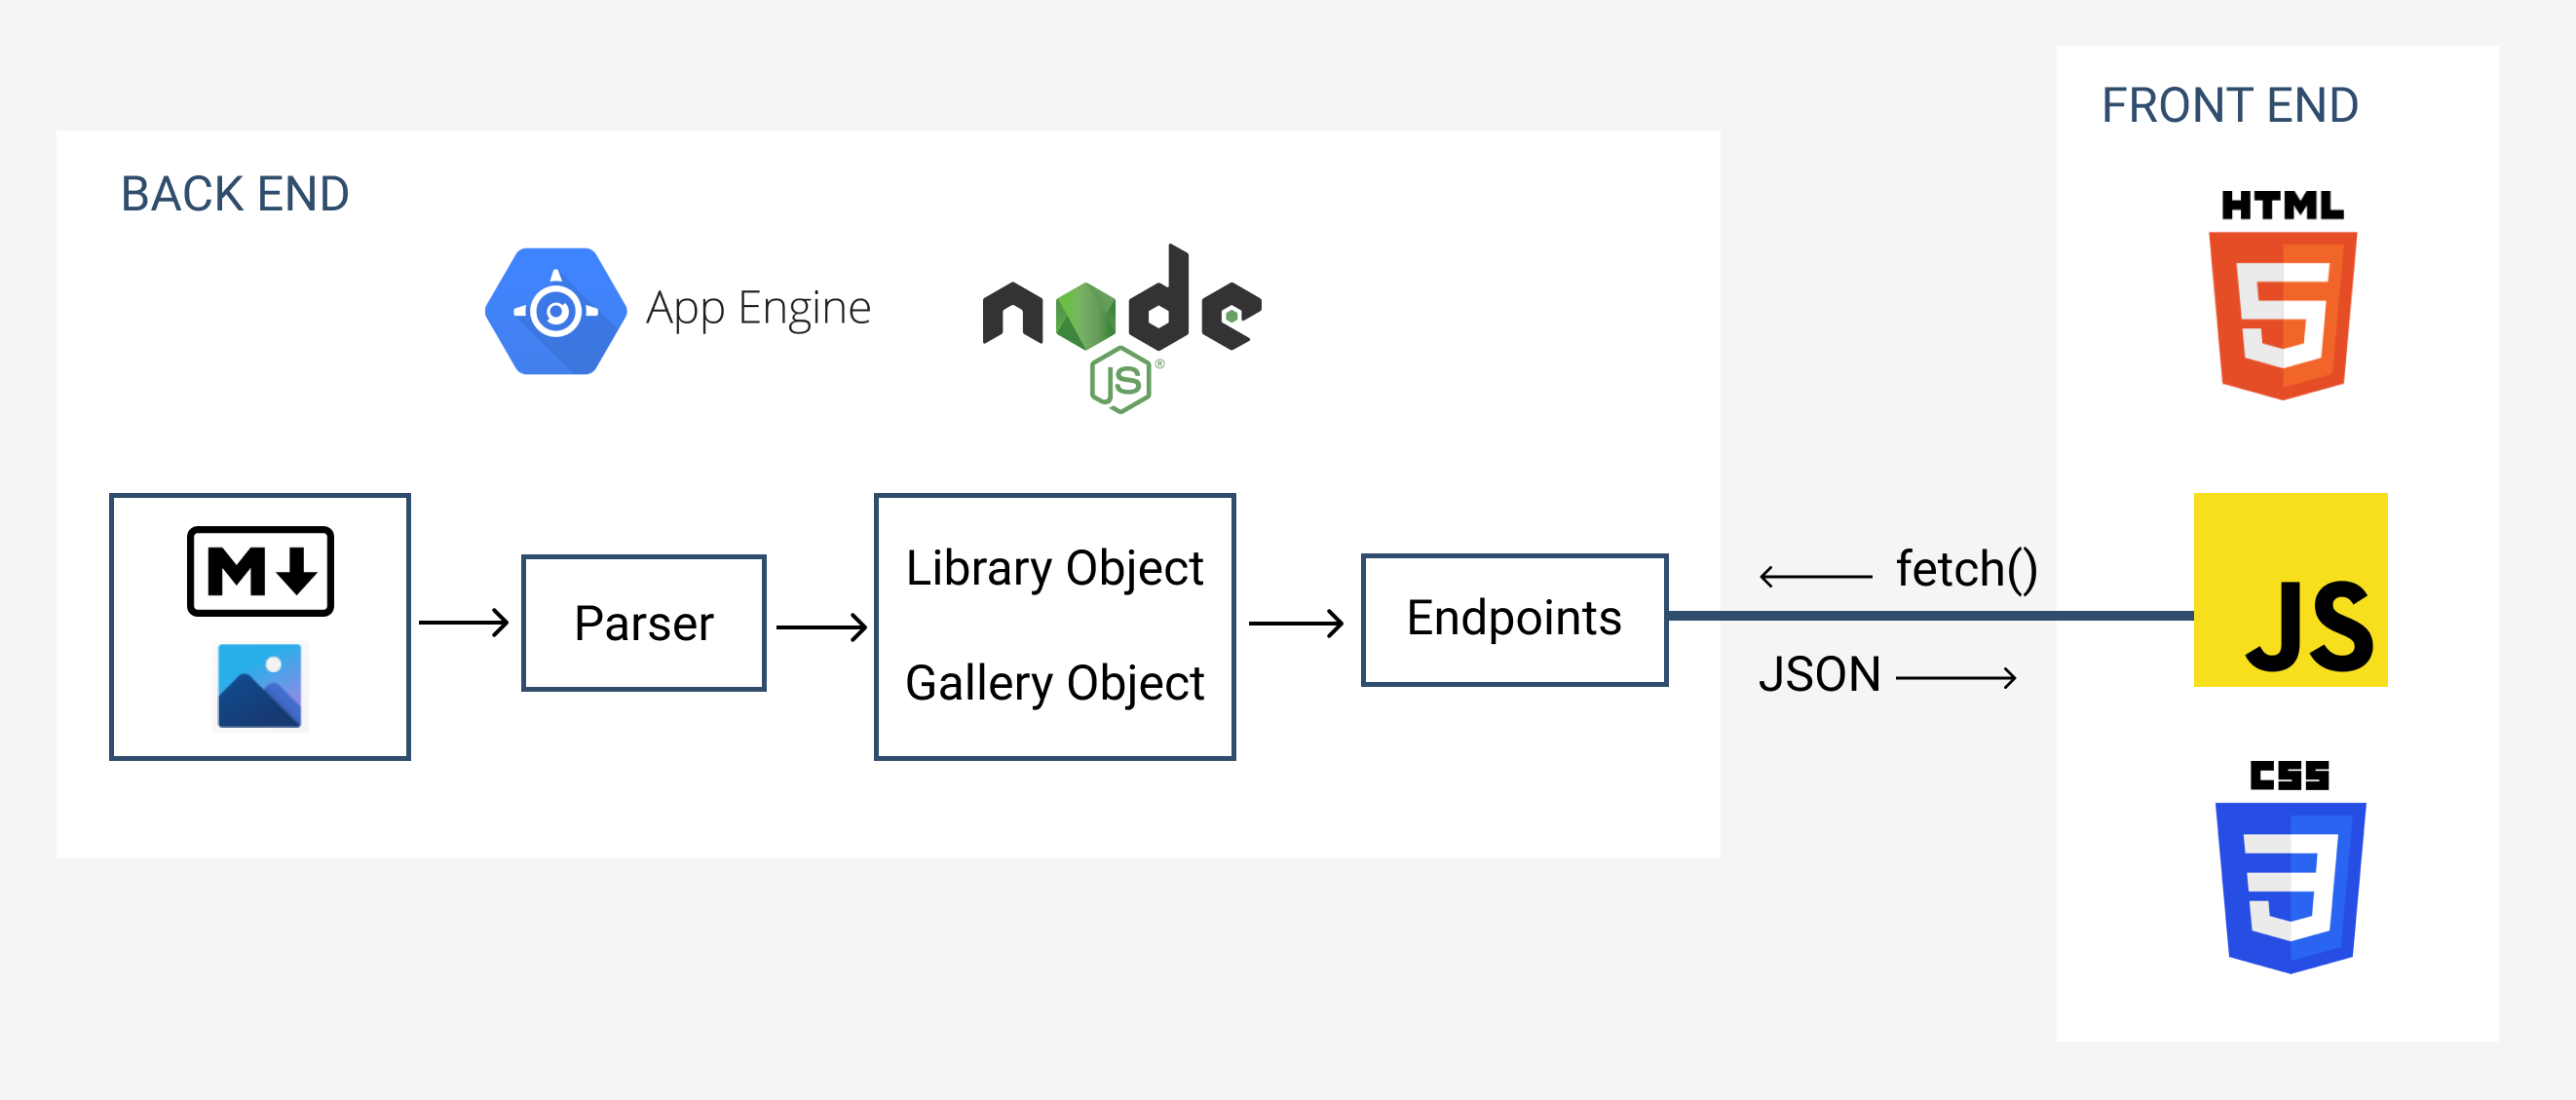 BACK END
App Engine
node
JS®
M
Parser
Library Object
Gallery Object
Endpoints
fetch()
JSON
FRONT END
HTML
5
JS
CSS
3